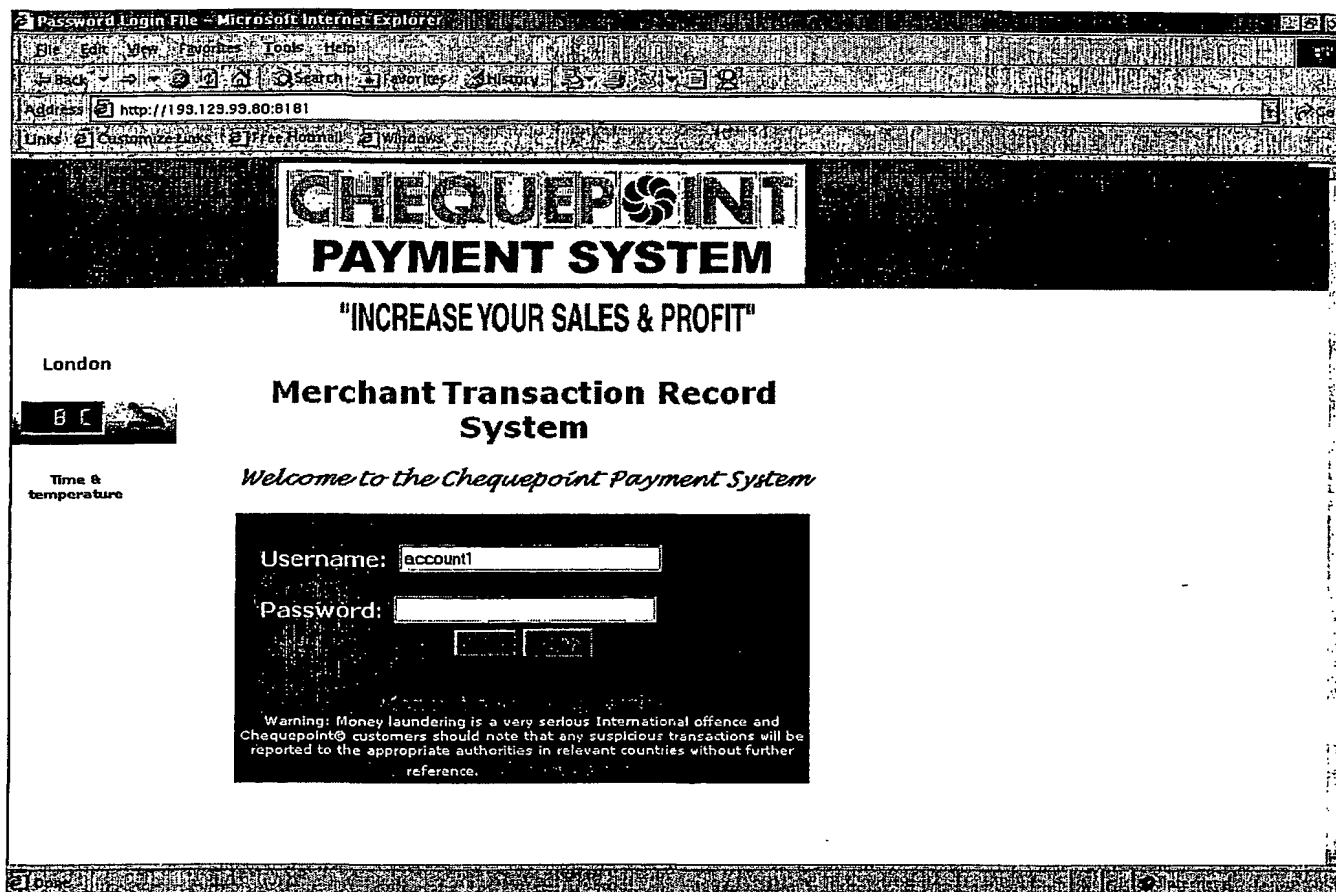 Password Login File - Microsoft Internet Explorer
File Edit View Favorites Tools Help
Back Search Favorites History
Address http://193.123.93.80:8181
Links Customize Links Free Hotmail Windows
CHEQUEPOINT
PAYMENT SYSTEM
"INCREASE YOUR SALES & PROFIT"
London
Merchant Transaction Record
System
Time &
temperature
Welcome to the Chequepoint Payment System
Username: account1
Password:
Warning: Money laundering is a very serious International offence and
Chequepoint© customers should note that any suspicious transactions will be
reported to the appropriate authorities in relevant countries without further
reference.
Done